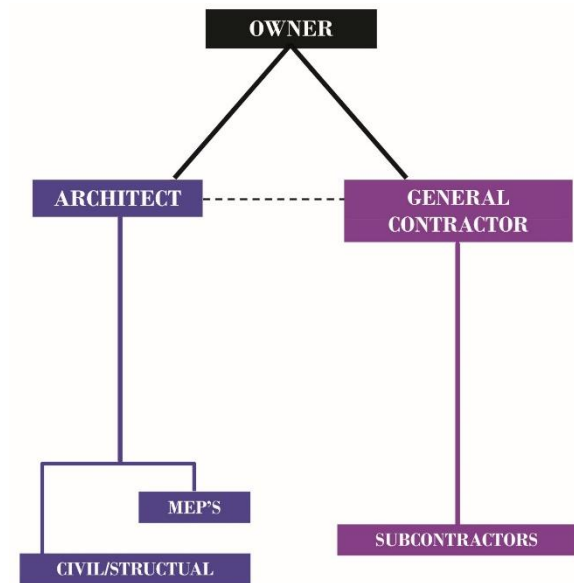 OWNER
ARCHITECT
GENERAL
CONTRACTOR
MEP'S
SUBCONTRACTORS
CIVIL/STRUCTUAL